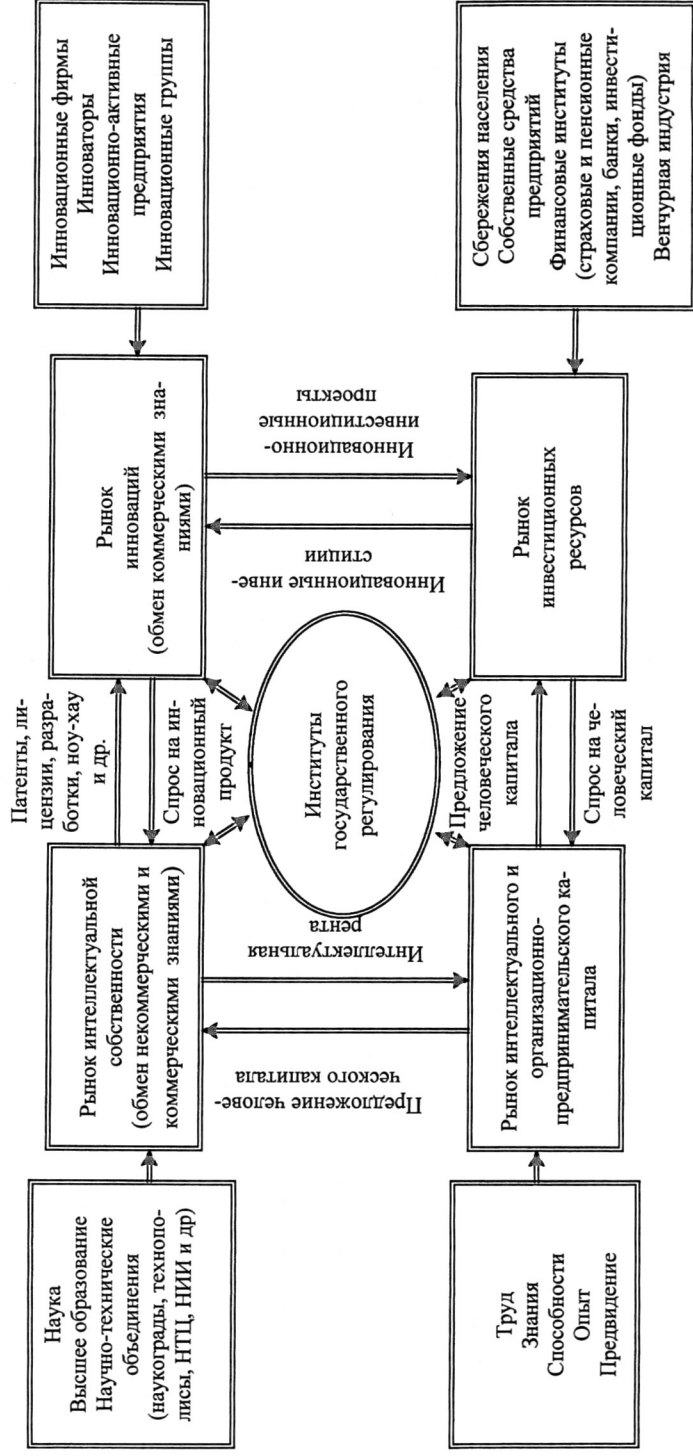 Наука
Высшее образование
Научно-технические
объединения
(наукограды, технопо-
лисы, НТЦ, НИИ и др)
Рынок интеллектуальной
собственности
(обмен некоммерческими и
коммерческими знаниями)
Патенты, ли-
цензии, разра-
ботки, ноу-хау
и др.
Спрос на ин-
новационный
продукт
Рынок
инноваций
(обмен коммерческими зна-
ниями)
Инновационные фирмы
Инноваторы
Инновационно-активные
предприятия
Инновационные группы
Предложение челове-
ческого капитала
Интеллектуальная
рента
Институты
государственного
регулирования
Инновационные инве-
стиции
Инновационно-
инвестиционные
проекты
Труд
Знания
Способности
Опыт
Предвидение
Рынок интеллектуального и
организационно-
предпринимательского ка-
питала
Предложение
человеческого
капитала
Спрос на че-
ловеческий
капитал
Рынок
инвестиционных
ресурсов
Сбережения населения
Собственные средства
предприятий
Финансовые институты
(страховые и пенсионные
компании, банки, инвести-
ционные фонды)
Венчурная индустрия